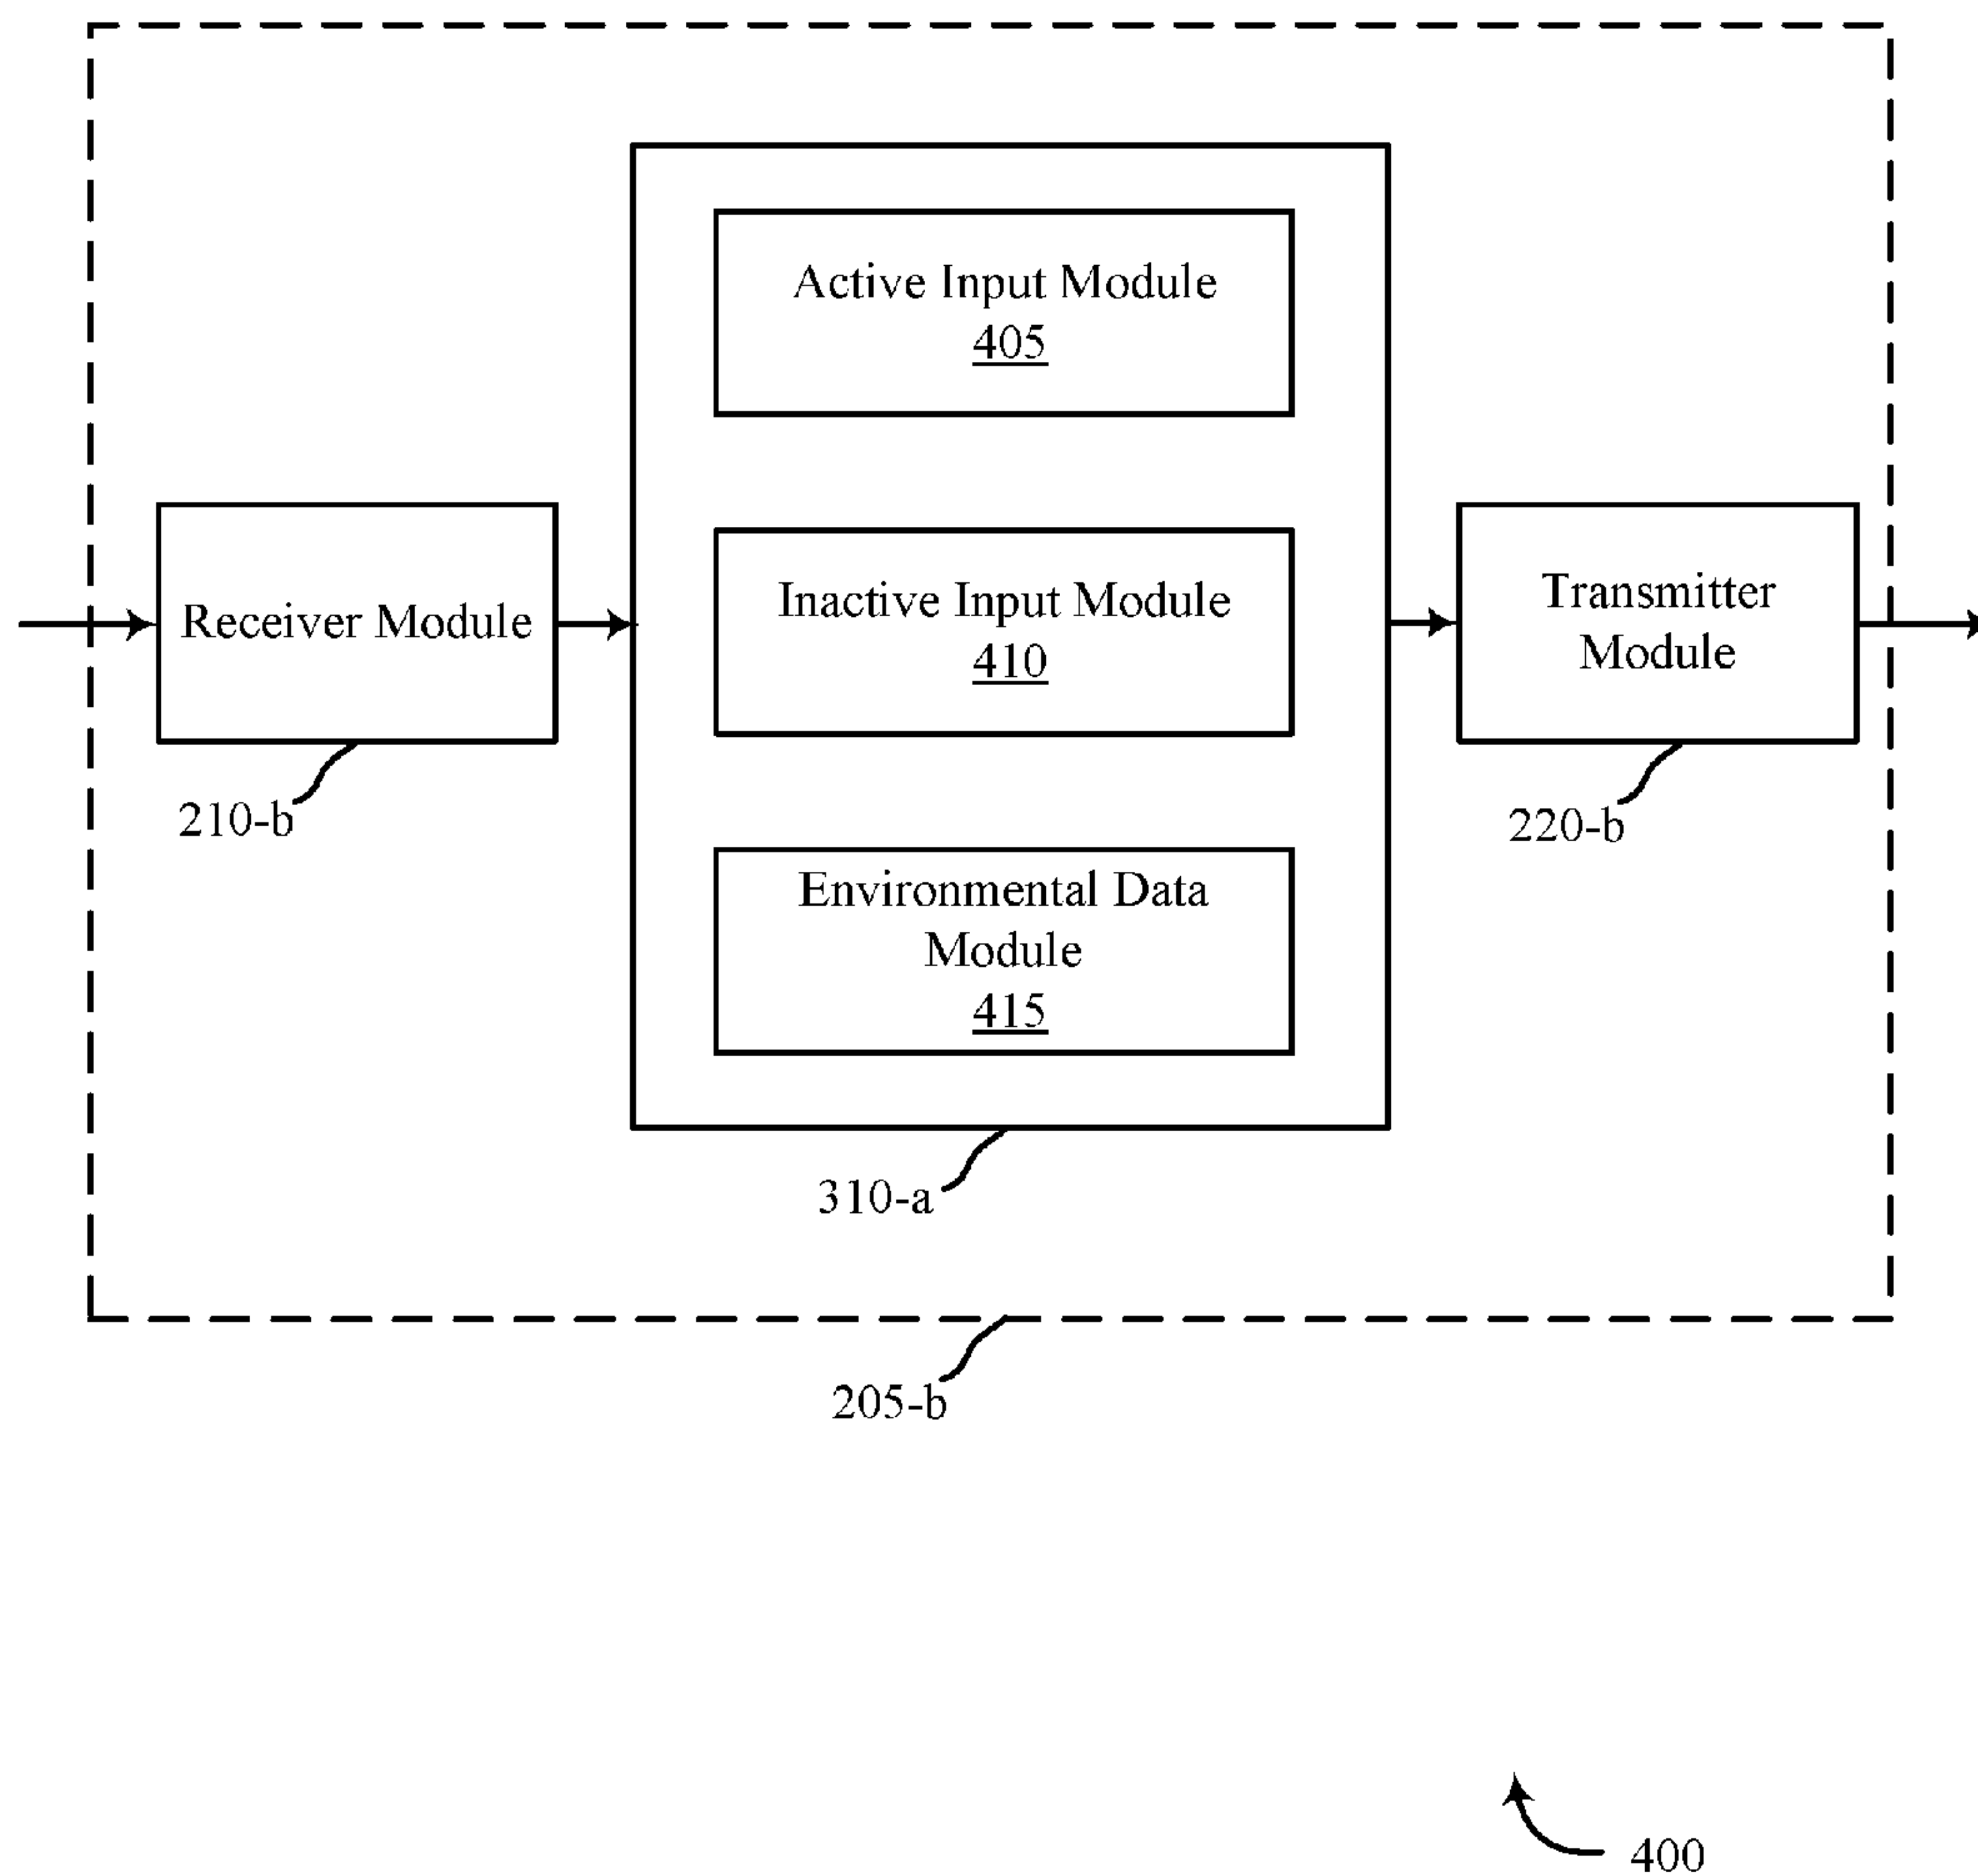 Active Input Module
405
Receiver Module
Inactive Input Module
410
Transmitter
Module
210-b
220-b
Environmental Data
Module
415
310-a
205-b
400